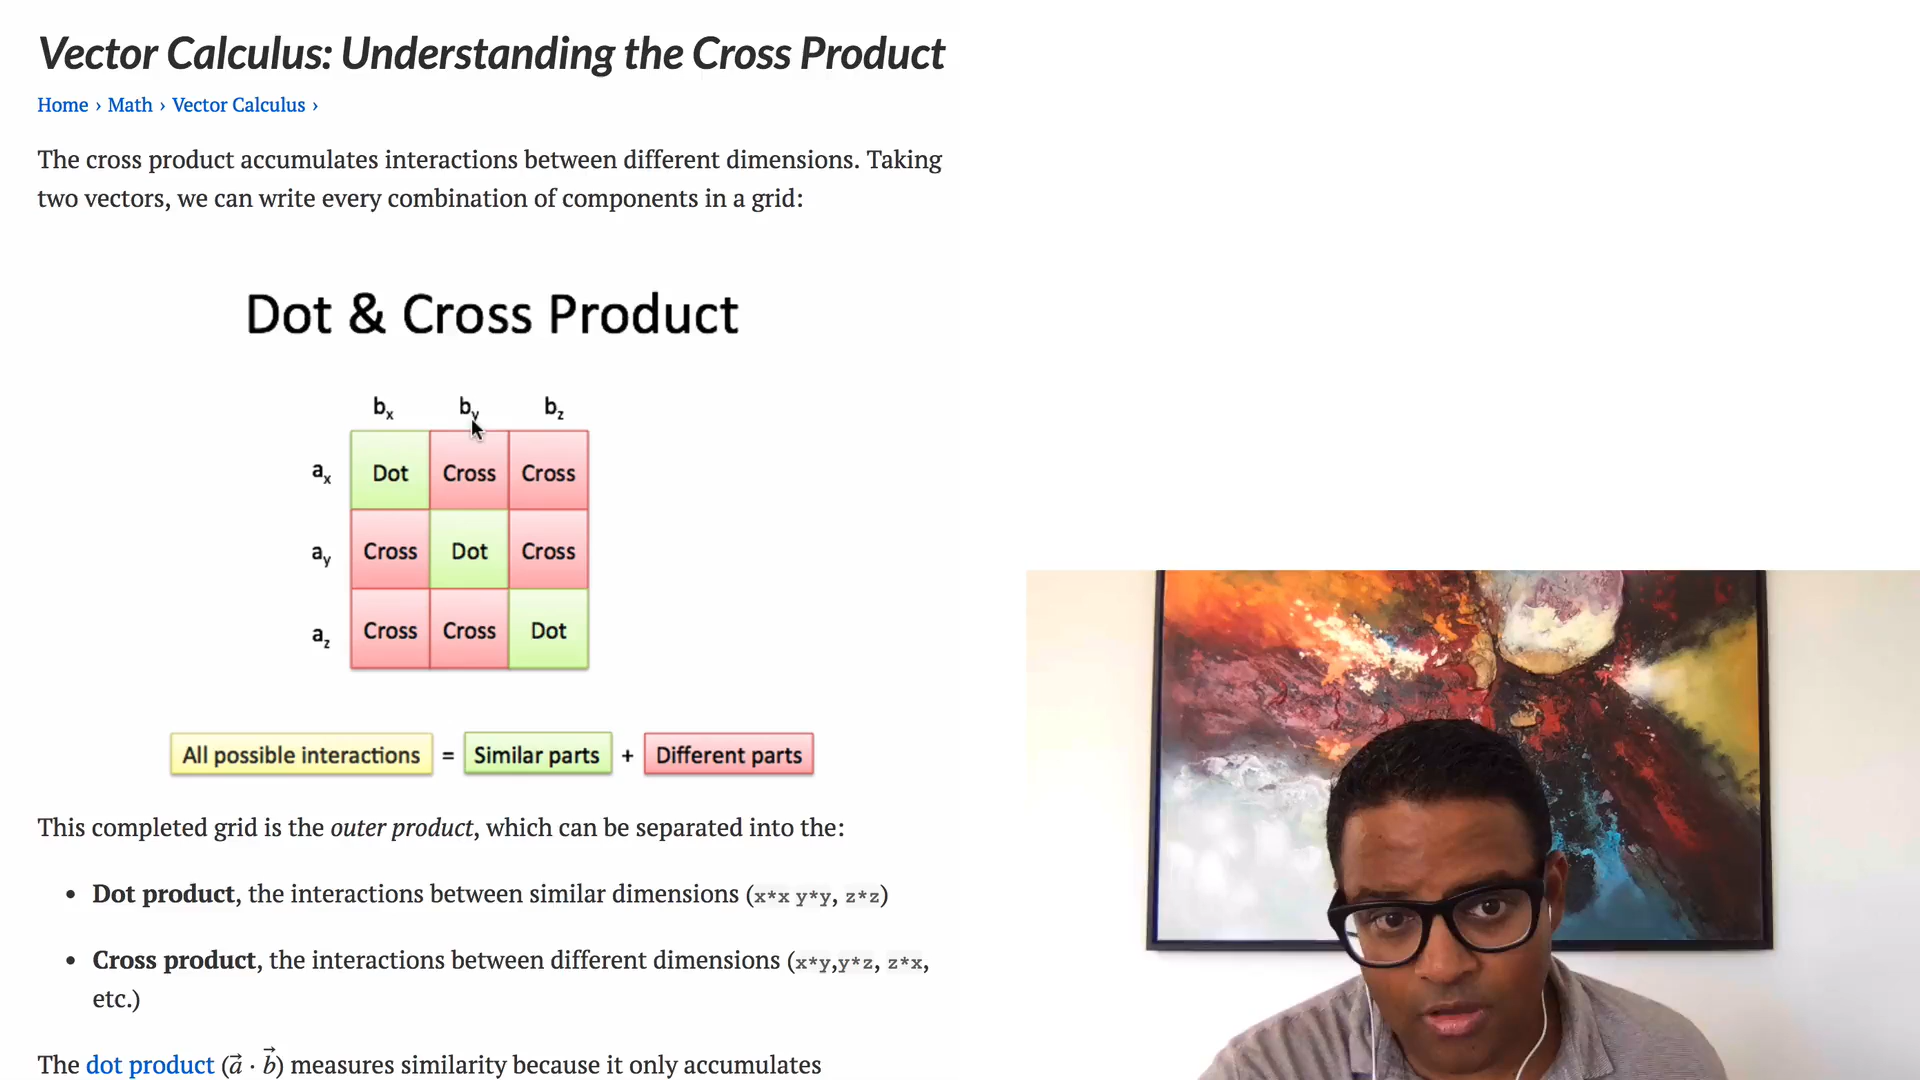 Vector Calculus: Understanding the Cross Product
Home › Math › Vector Calculus ›
The cross product accumulates interactions between different dimensions. Taking
two vectors, we can write every combination of components in a grid:
Dot & Cross Product
bx by bz
ax Dot Cross Cross
ay Cross Dot Cross
az Cross Cross Dot
All possible interactions = Similar parts + Different parts
This completed grid is the outer product, which can be separated into the:
• Dot product, the interactions between similar dimensions (x*x y*y, z*z)
• Cross product, the interactions between different dimensions (x*y,y*z, z*x,
etc.)
The dot product (a⃗ · b⃗) measures similarity because it only accumulates